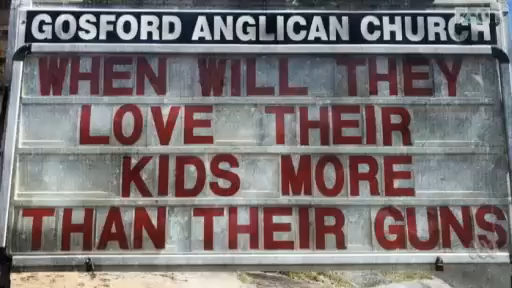 GOSFORD ANGLICAN CHURCH
WHEN WILL THEY
LOVE THEIR
KIDS MORE
THAN THEIR GUNS